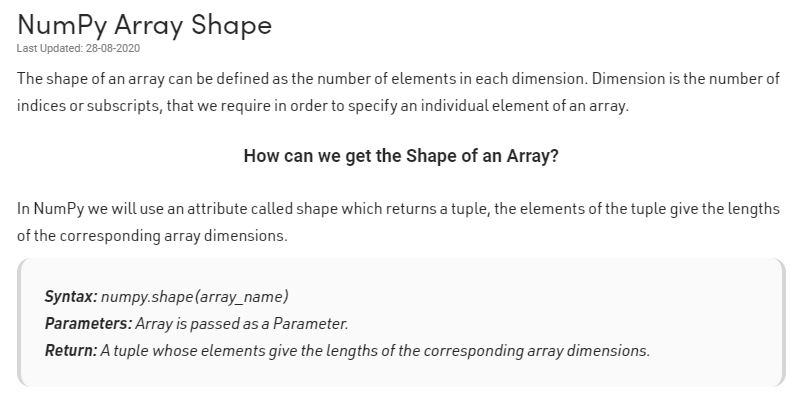 NumPy Array Shape
Last Updated: 28-08-2020
The shape of an array can be defined as the number of elements in each dimension. Dimension is the number of
indices or subscripts, that we require in order to specify an individual element of an array.
How can we get the Shape of an Array?
In NumPy we will use an attribute called shape which returns a tuple, the elements of the tuple give the lengths
of the corresponding array dimensions.
Syntax: numpy.shape(array_name)
Parameters: Array is passed as a Parameter.
Return: A tuple whose elements give the lengths of the corresponding array dimensions.